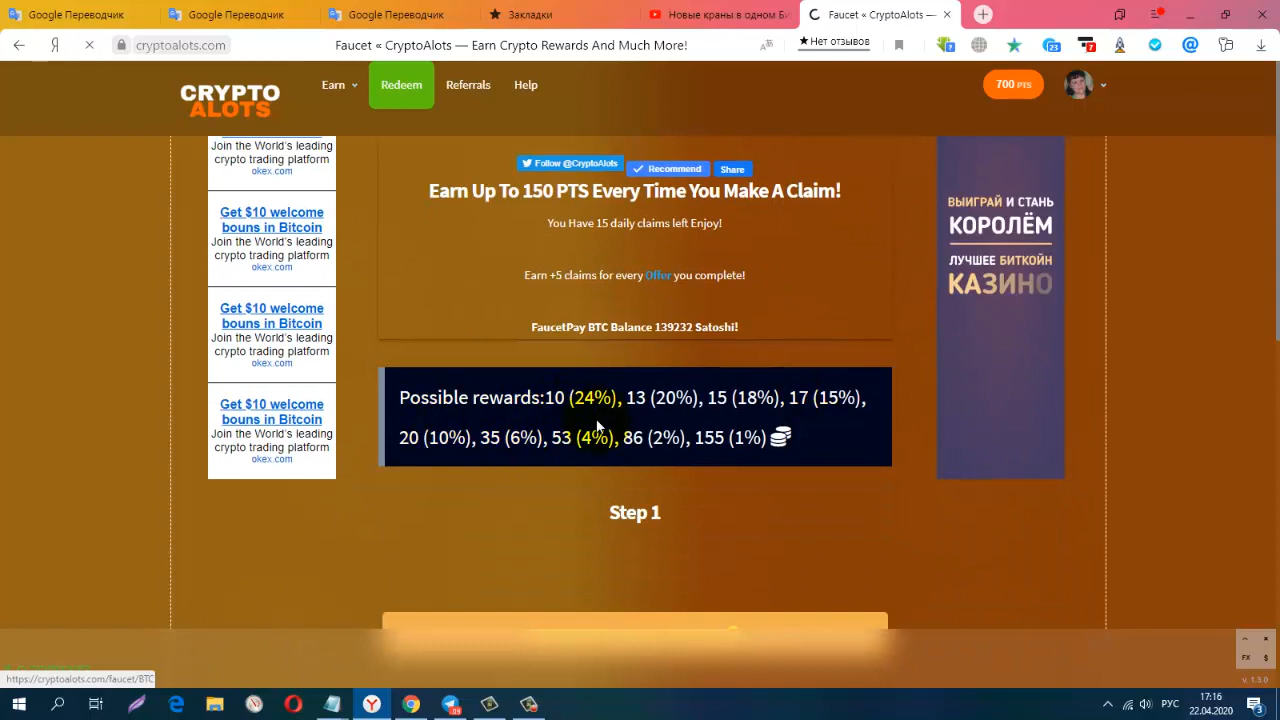 Google Переводчик
Google Переводчик
Google Переводчик
Закладки
Новые краны в одном Би
Faucet « CryptoAlots —
Я
cryptoalots.com
Faucet « CryptoAlots — Earn Crypto Rewards And Much More!
Нет отзывов
23
7
CRYPTO
ALOTS
Earn
Redeem
Referrals
Help
700 PTS
Join the World's leading
crypto trading platform
okex.com
Get $10 welcome
bouns in Bitcoin
Join the World's leading
crypto trading platform
okex.com
Get $10 welcome
bouns in Bitcoin
Join the World's leading
crypto trading platform
okex.com
Get $10 welcome
bouns in Bitcoin
Join the World's leading
crypto trading platform
okex.com
Follow @CryptoAlots
Recommend
Share
Earn Up To 150 PTS Every Time You Make A Claim!
You Have 15 daily claims left Enjoy!
Earn +5 claims for every Offer you complete!
FaucetPay BTC Balance 139232 Satoshi!
Possible rewards:10 (24%), 13 (20%), 15 (18%), 17 (15%),
20 (10%), 35 (6%), 53 (4%), 86 (2%), 155 (1%)
Step 1
ВЫИГРАЙ И СТАНЬ
КОРОЛЁМ
ЛУЧШЕЕ БИТКОЙН
КАЗИНО
FX $
v. 1.3.0
https://cryptoalots.com/faucet/BTC
РУС
17:16
22.04.2020